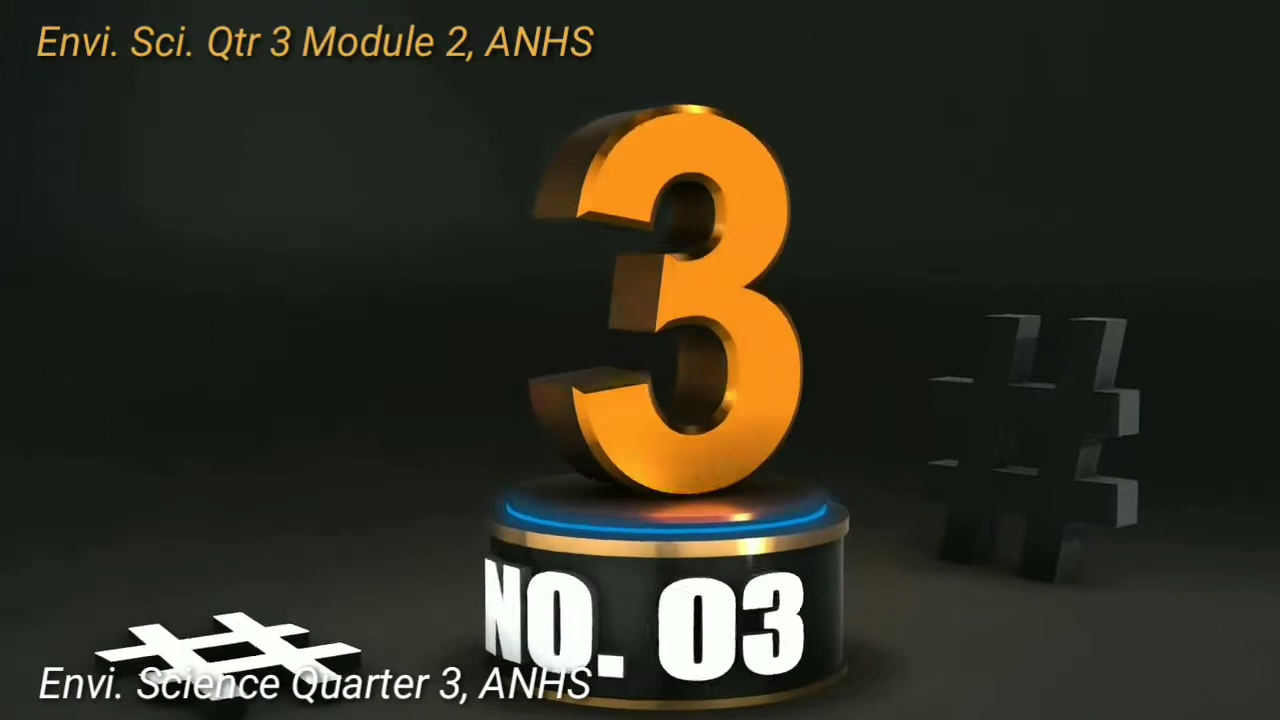 Envi. Sci. Qtr 3 Module 2, ANHS
3
#
NO. 03
#
Envi. Science Quarter 3, ANHS